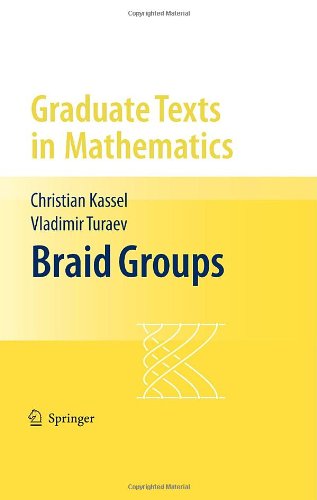 Graduate Texts
in Mathematics
Christian Kassel
Vladimir Turaev
Braid Groups
Springer
Copyrighted Material
Copyrighted Material